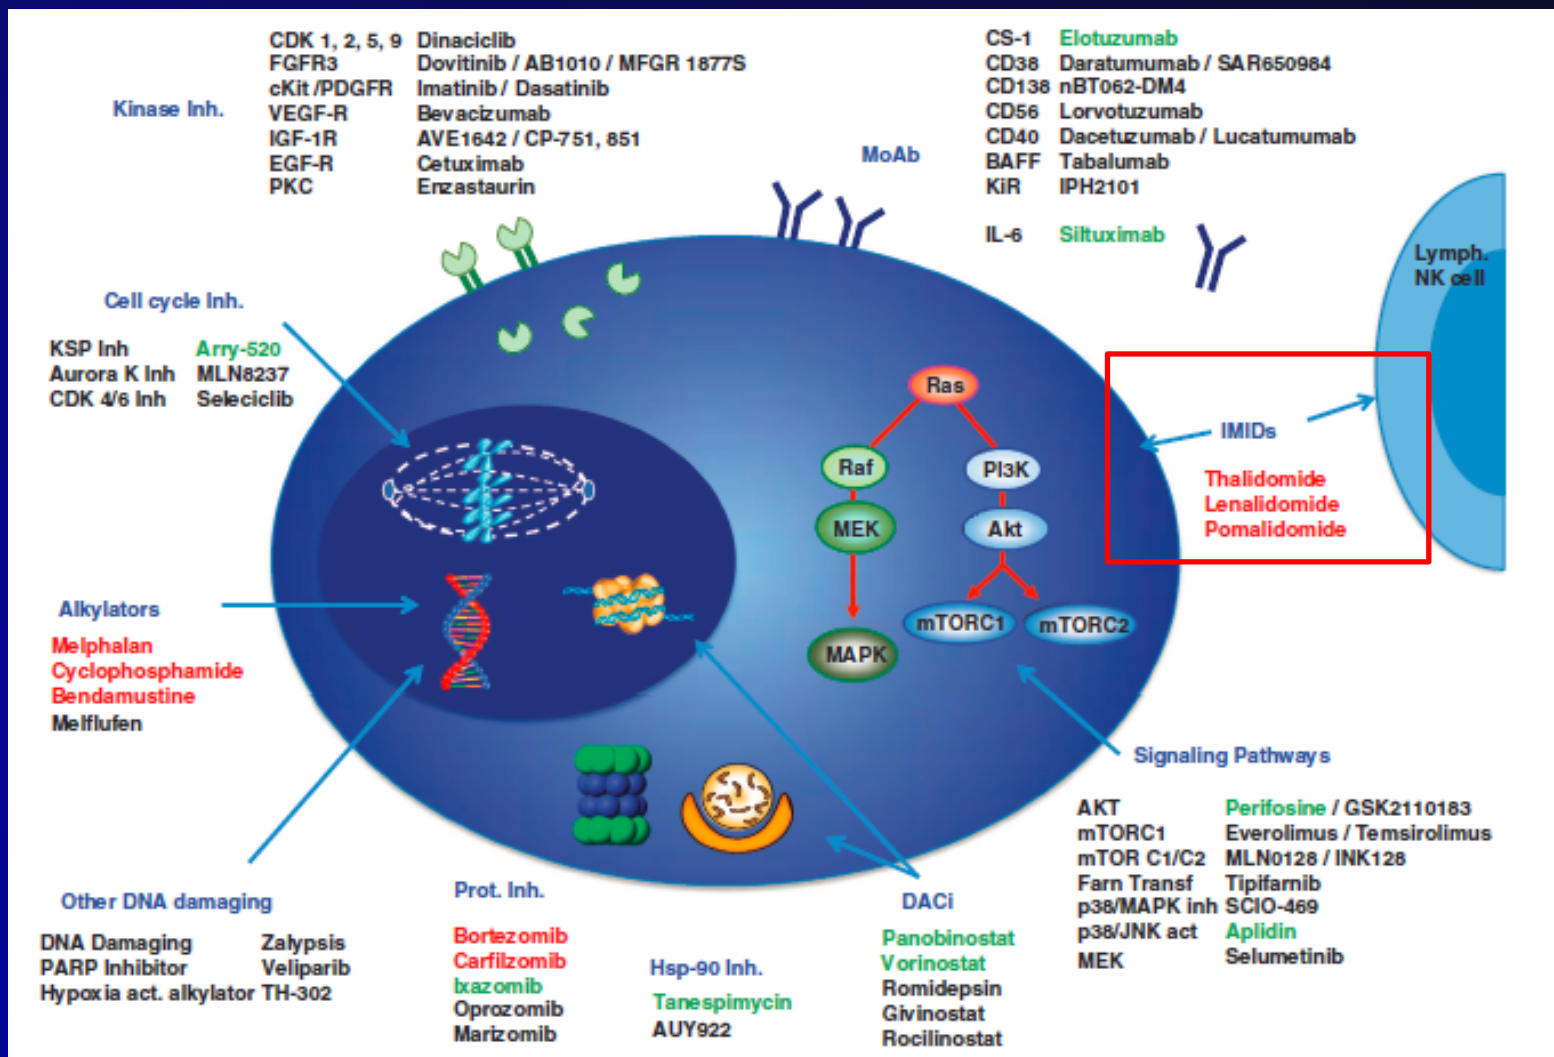 Kinase Inh.
CDK 1, 2, 5, 9 Dinaciclib
FGFR3 Dovitinib / AB1010 / MFGR 1877S
cKit /PDGFR Imatinib / Dasatinib
VEGF-R Bevacizumab
IGF-1R AVE1642 / CP-751, 851
EGF-R Cetuximab
PKC Enzastaurin
MoAb
CS-1 Elotuzumab
CD38 Daratumumab / SAR650984
CD138 nBT062-DM4
CD56 Lorvotuzumab
CD40 Dacetuzumab / Lucatumumab
BAFF Tabalumab
KiR IPH2101
IL-6 Siltuximab
Lymph.
NK cell
Cell cycle Inh.
KSP Inh Arry-520
Aurora K Inh MLN8237
CDK 4/6 Inh Seleciclib
Ras
Raf
PI3K
MEK
Akt
mTORC1
mTORC2
MAPK
IMIDs
Thalidomide
Lenalidomide
Pomalidomide
Alkylators
Melphalan
Cyclophosphamide
Bendamustine
Melflufen
Signaling Pathways
AKT Perifosine / GSK2110183
mTORC1 Everolimus / Temsirolimus
mTOR C1/C2 MLN0128 / INK128
Farn Transf Tipifarnib
p38/MAPK inh SCIO-469
p38/JNK act Aplidin
MEK Selumetinib
Other DNA damaging
DNA Damaging Zalypsis
PARP Inhibitor Veliparib
Hypoxia act. alkylator TH-302
Prot. Inh.
Bortezomib
Carfilzomib
Ixazomib
Oprozomib
Marizomib
Hsp-90 Inh.
Tanespimycin
AUY922
DACi
Panobinostat
Vorinostat
Romidepsin
Givinostat
Rocilinostat